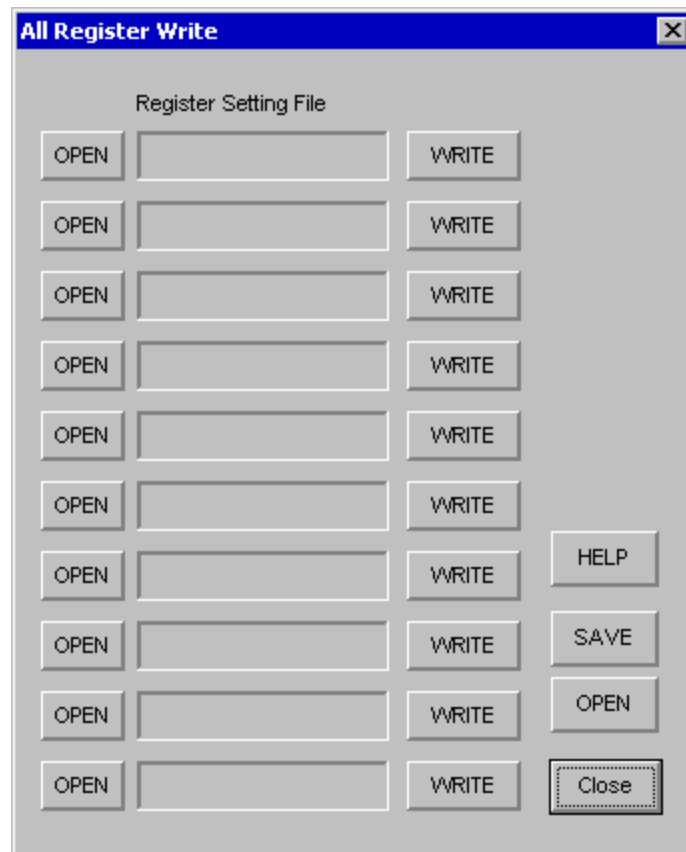 All Register Write
Register Setting File
OPEN WRITE
OPEN WRITE
OPEN WRITE
OPEN WRITE
OPEN WRITE
OPEN WRITE
OPEN WRITE HELP
OPEN WRITE SAVE
OPEN WRITE OPEN
OPEN WRITE Close